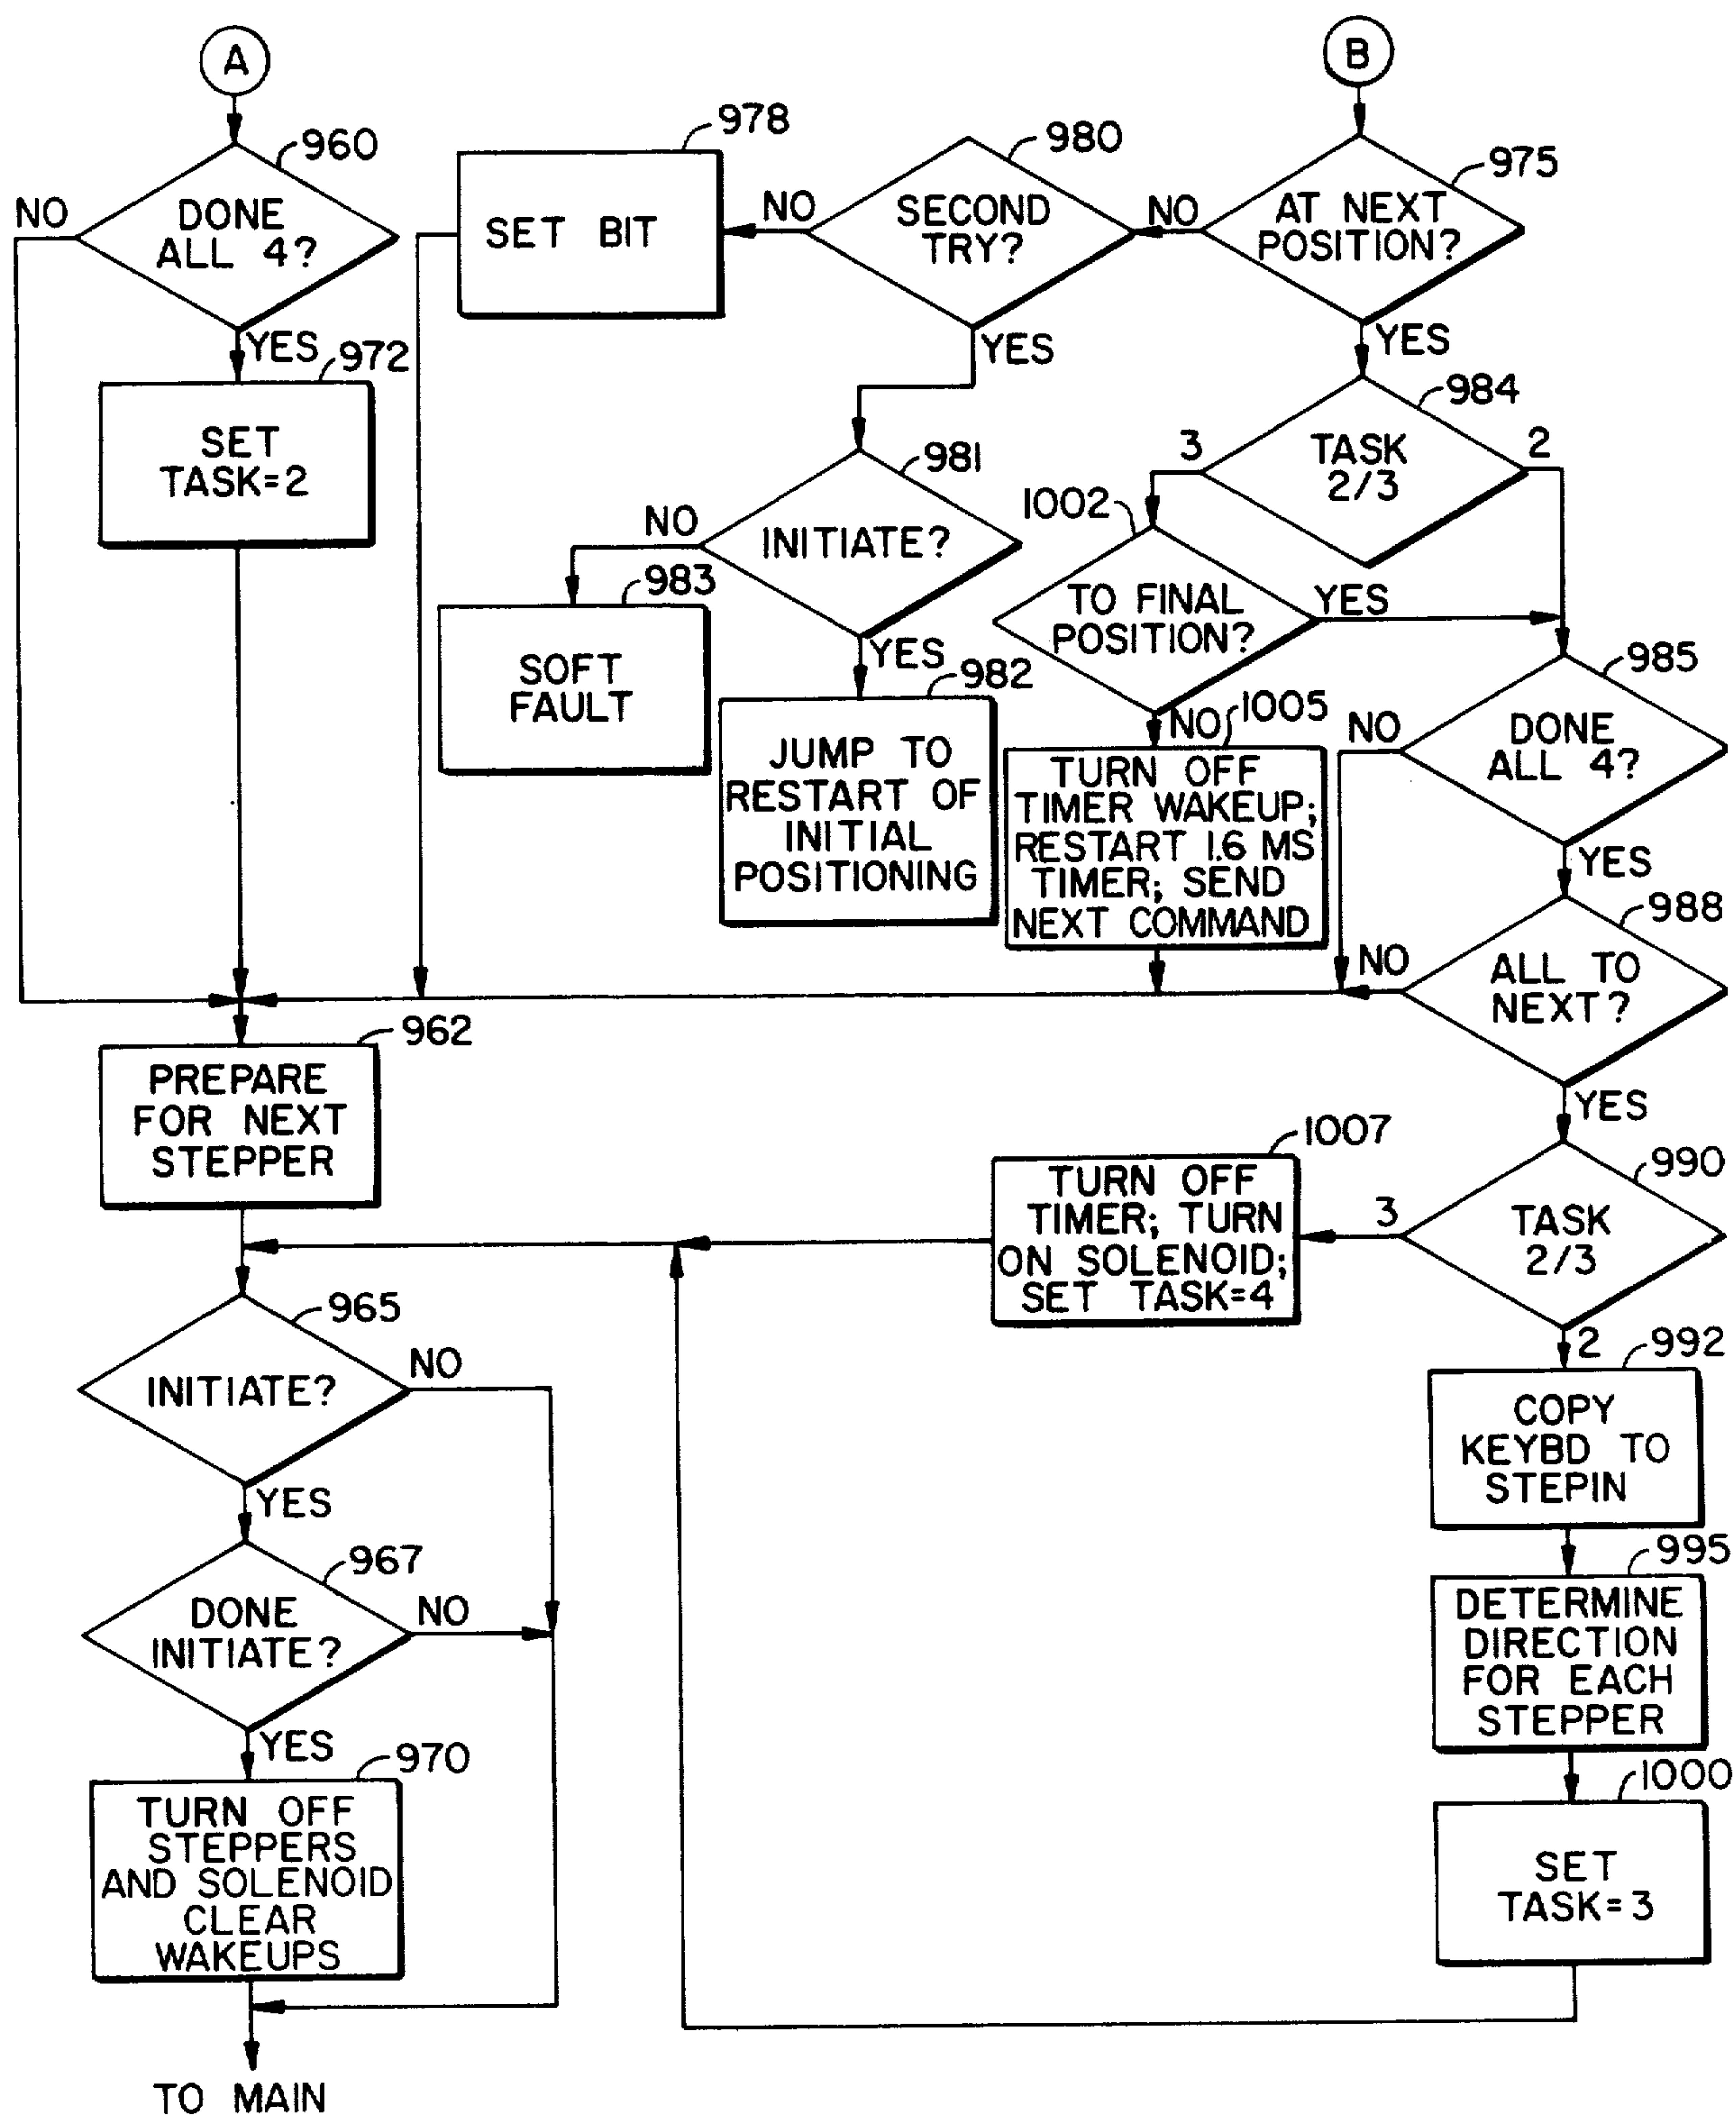 A
960
DONE
ALL 4?
NO
YES
972
SET
TASK=2
978
SET BIT
980
SECOND
TRY?
NO
YES
B
975
AT NEXT
POSITION?
NO
YES
984
TASK
2/3
3
2
981
INITIATE?
NO
YES
983
SOFT
FAULT
982
JUMP TO
RESTART OF
INITIAL
POSITIONING
1002
TO FINAL
POSITION?
YES
NO
1005
TURN OFF
TIMER WAKEUP;
RESTART 1.6 MS
TIMER; SEND
NEXT COMMAND
985
DONE
ALL 4?
NO
YES
988
ALL TO
NEXT?
NO
YES
962
PREPARE
FOR NEXT
STEPPER
1007
TURN OFF
TIMER; TURN
ON SOLENOID;
SET TASK=4
990
TASK
2/3
3
2
965
INITIATE?
NO
YES
992
COPY
KEYBD TO
STEPIN
967
DONE
INITIATE?
NO
YES
995
DETERMINE
DIRECTION
FOR EACH
STEPPER
970
TURN OFF
STEPPERS
AND SOLENOID
CLEAR
WAKEUPS
1000
SET
TASK=3
TO MAIN